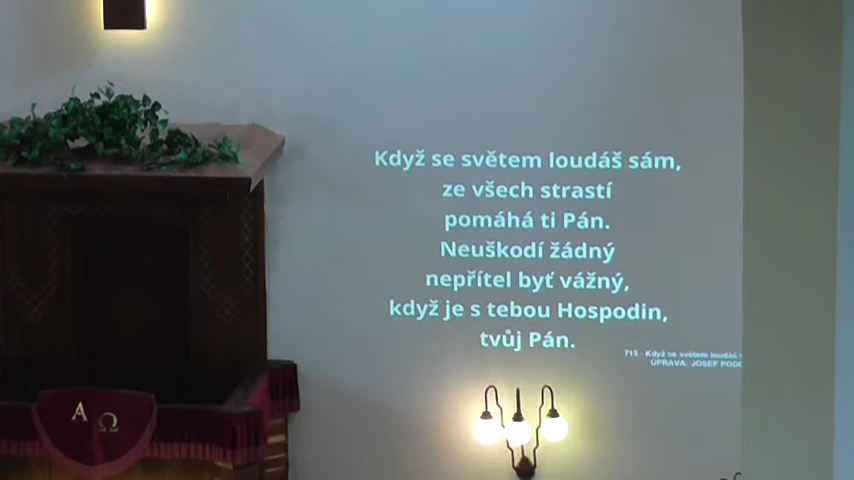 Když se světem loudáš sám,
ze všech strastí
pomáhá ti Pán.
Neuškodí žádný
nepřítel byť vážný,
když je s tebou Hospodin,
tvůj Pán.
715 - Když se světem loudáš
ÚPRAVA: JOSEF
Α Ω